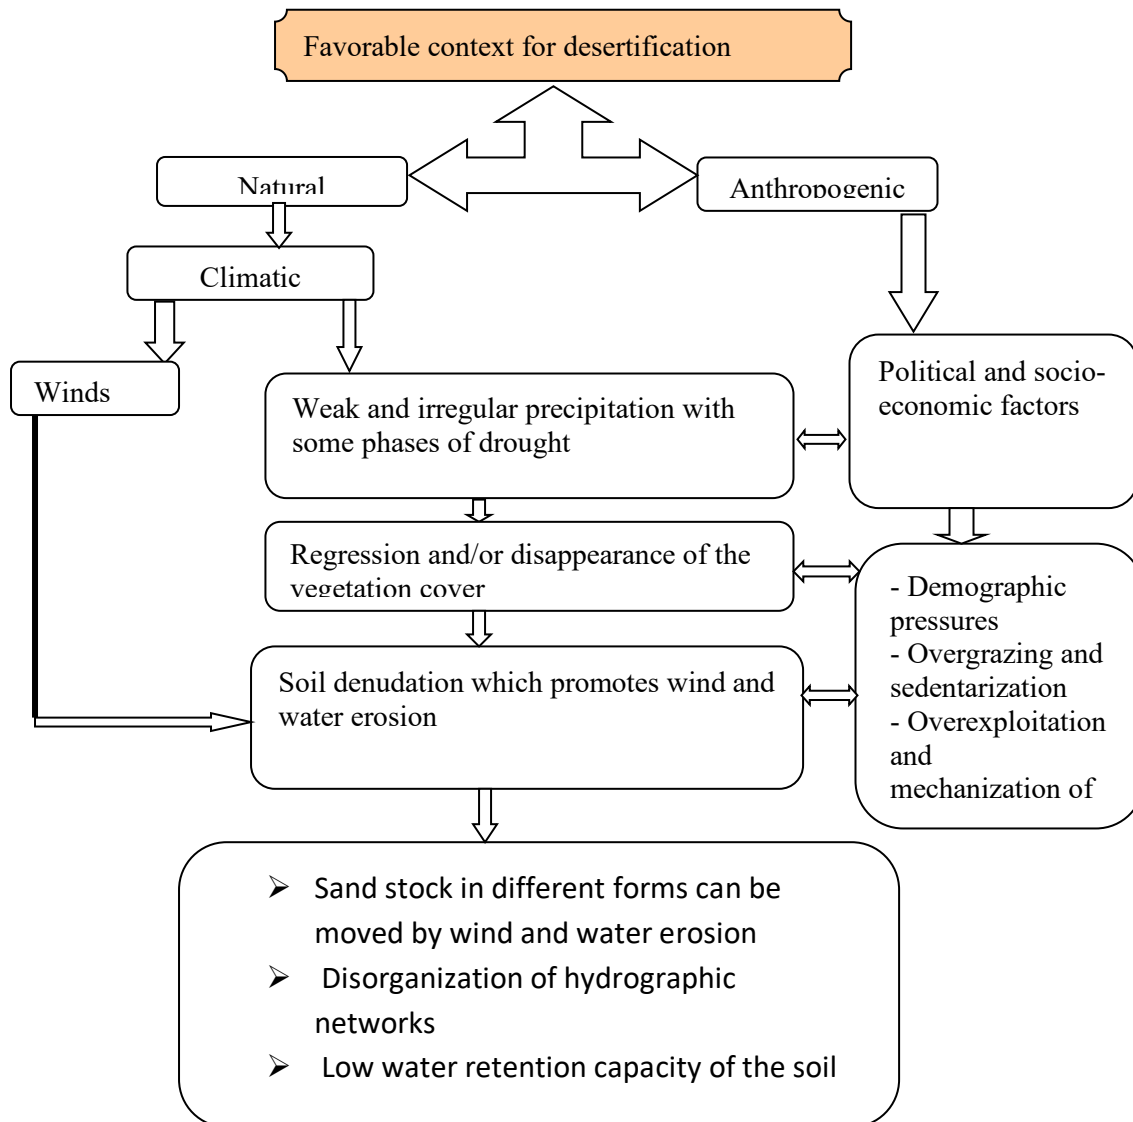 Favorable context for desertification
Natural
Anthropogenic
Climatic
Winds
Weak and irregular precipitation with
some phases of drought
Political and socio-
economic factors
Regression and/or disappearance of the
vegetation cover
- Demographic
pressures
- Overgrazing and
sedentarization
- Overexploitation
and
mechanization of
Soil denudation which promotes wind and
water erosion
➢ Sand stock in different forms can be
moved by wind and water erosion
➢ Disorganization of hydrographic
networks
➢ Low water retention capacity of the soil